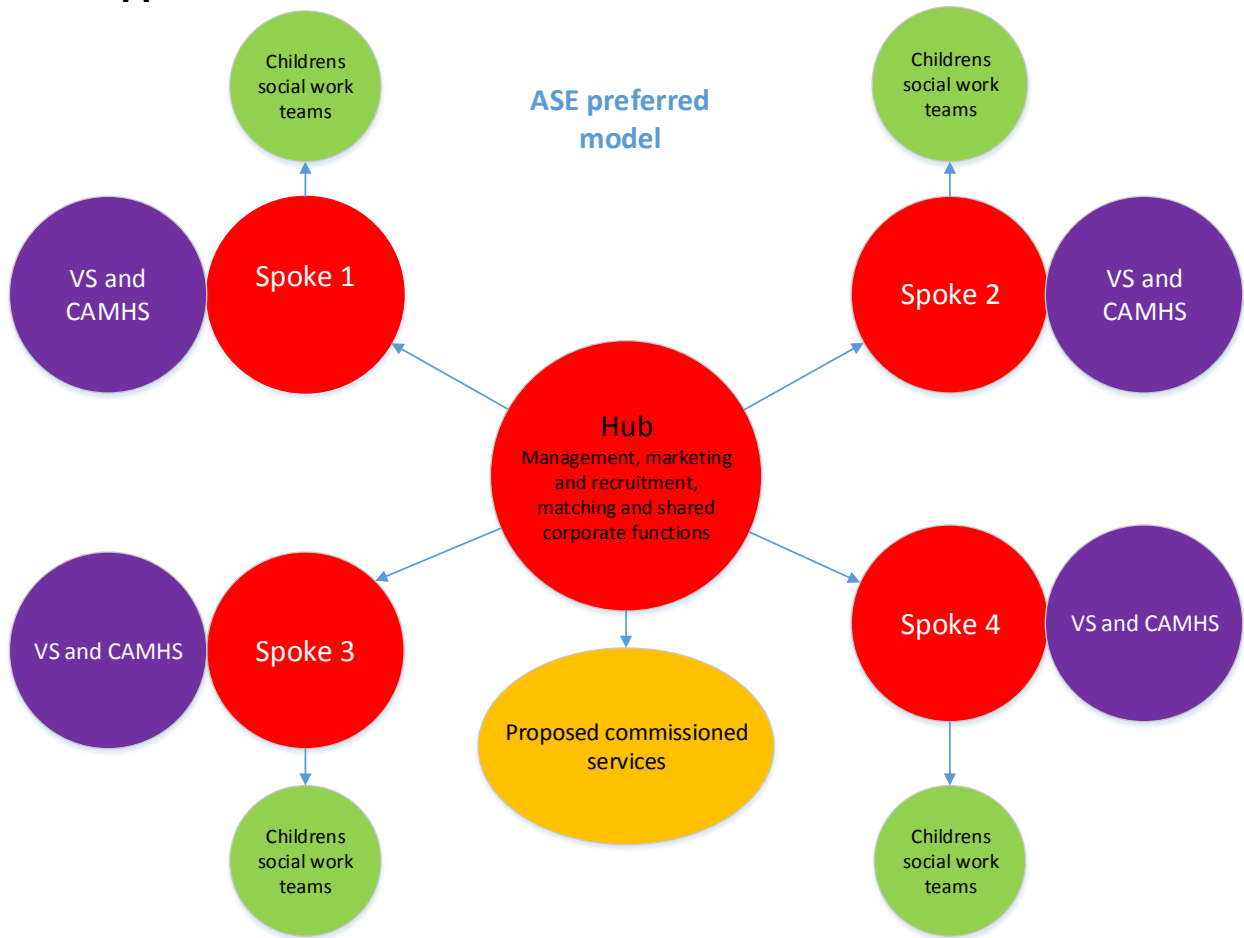 Childrens
social work
teams
ASE preferred
model
Childrens
social work
teams
VS and
CAMHS
Spoke 1
Spoke 2
VS and
CAMHS
Hub
Management, marketing
and recruitment,
matching and shared
corporate functions
VS and CAMHS
Spoke 3
Spoke 4
VS and CAMHS
Proposed commissioned
services
Childrens
social work
teams
Childrens
social work
teams